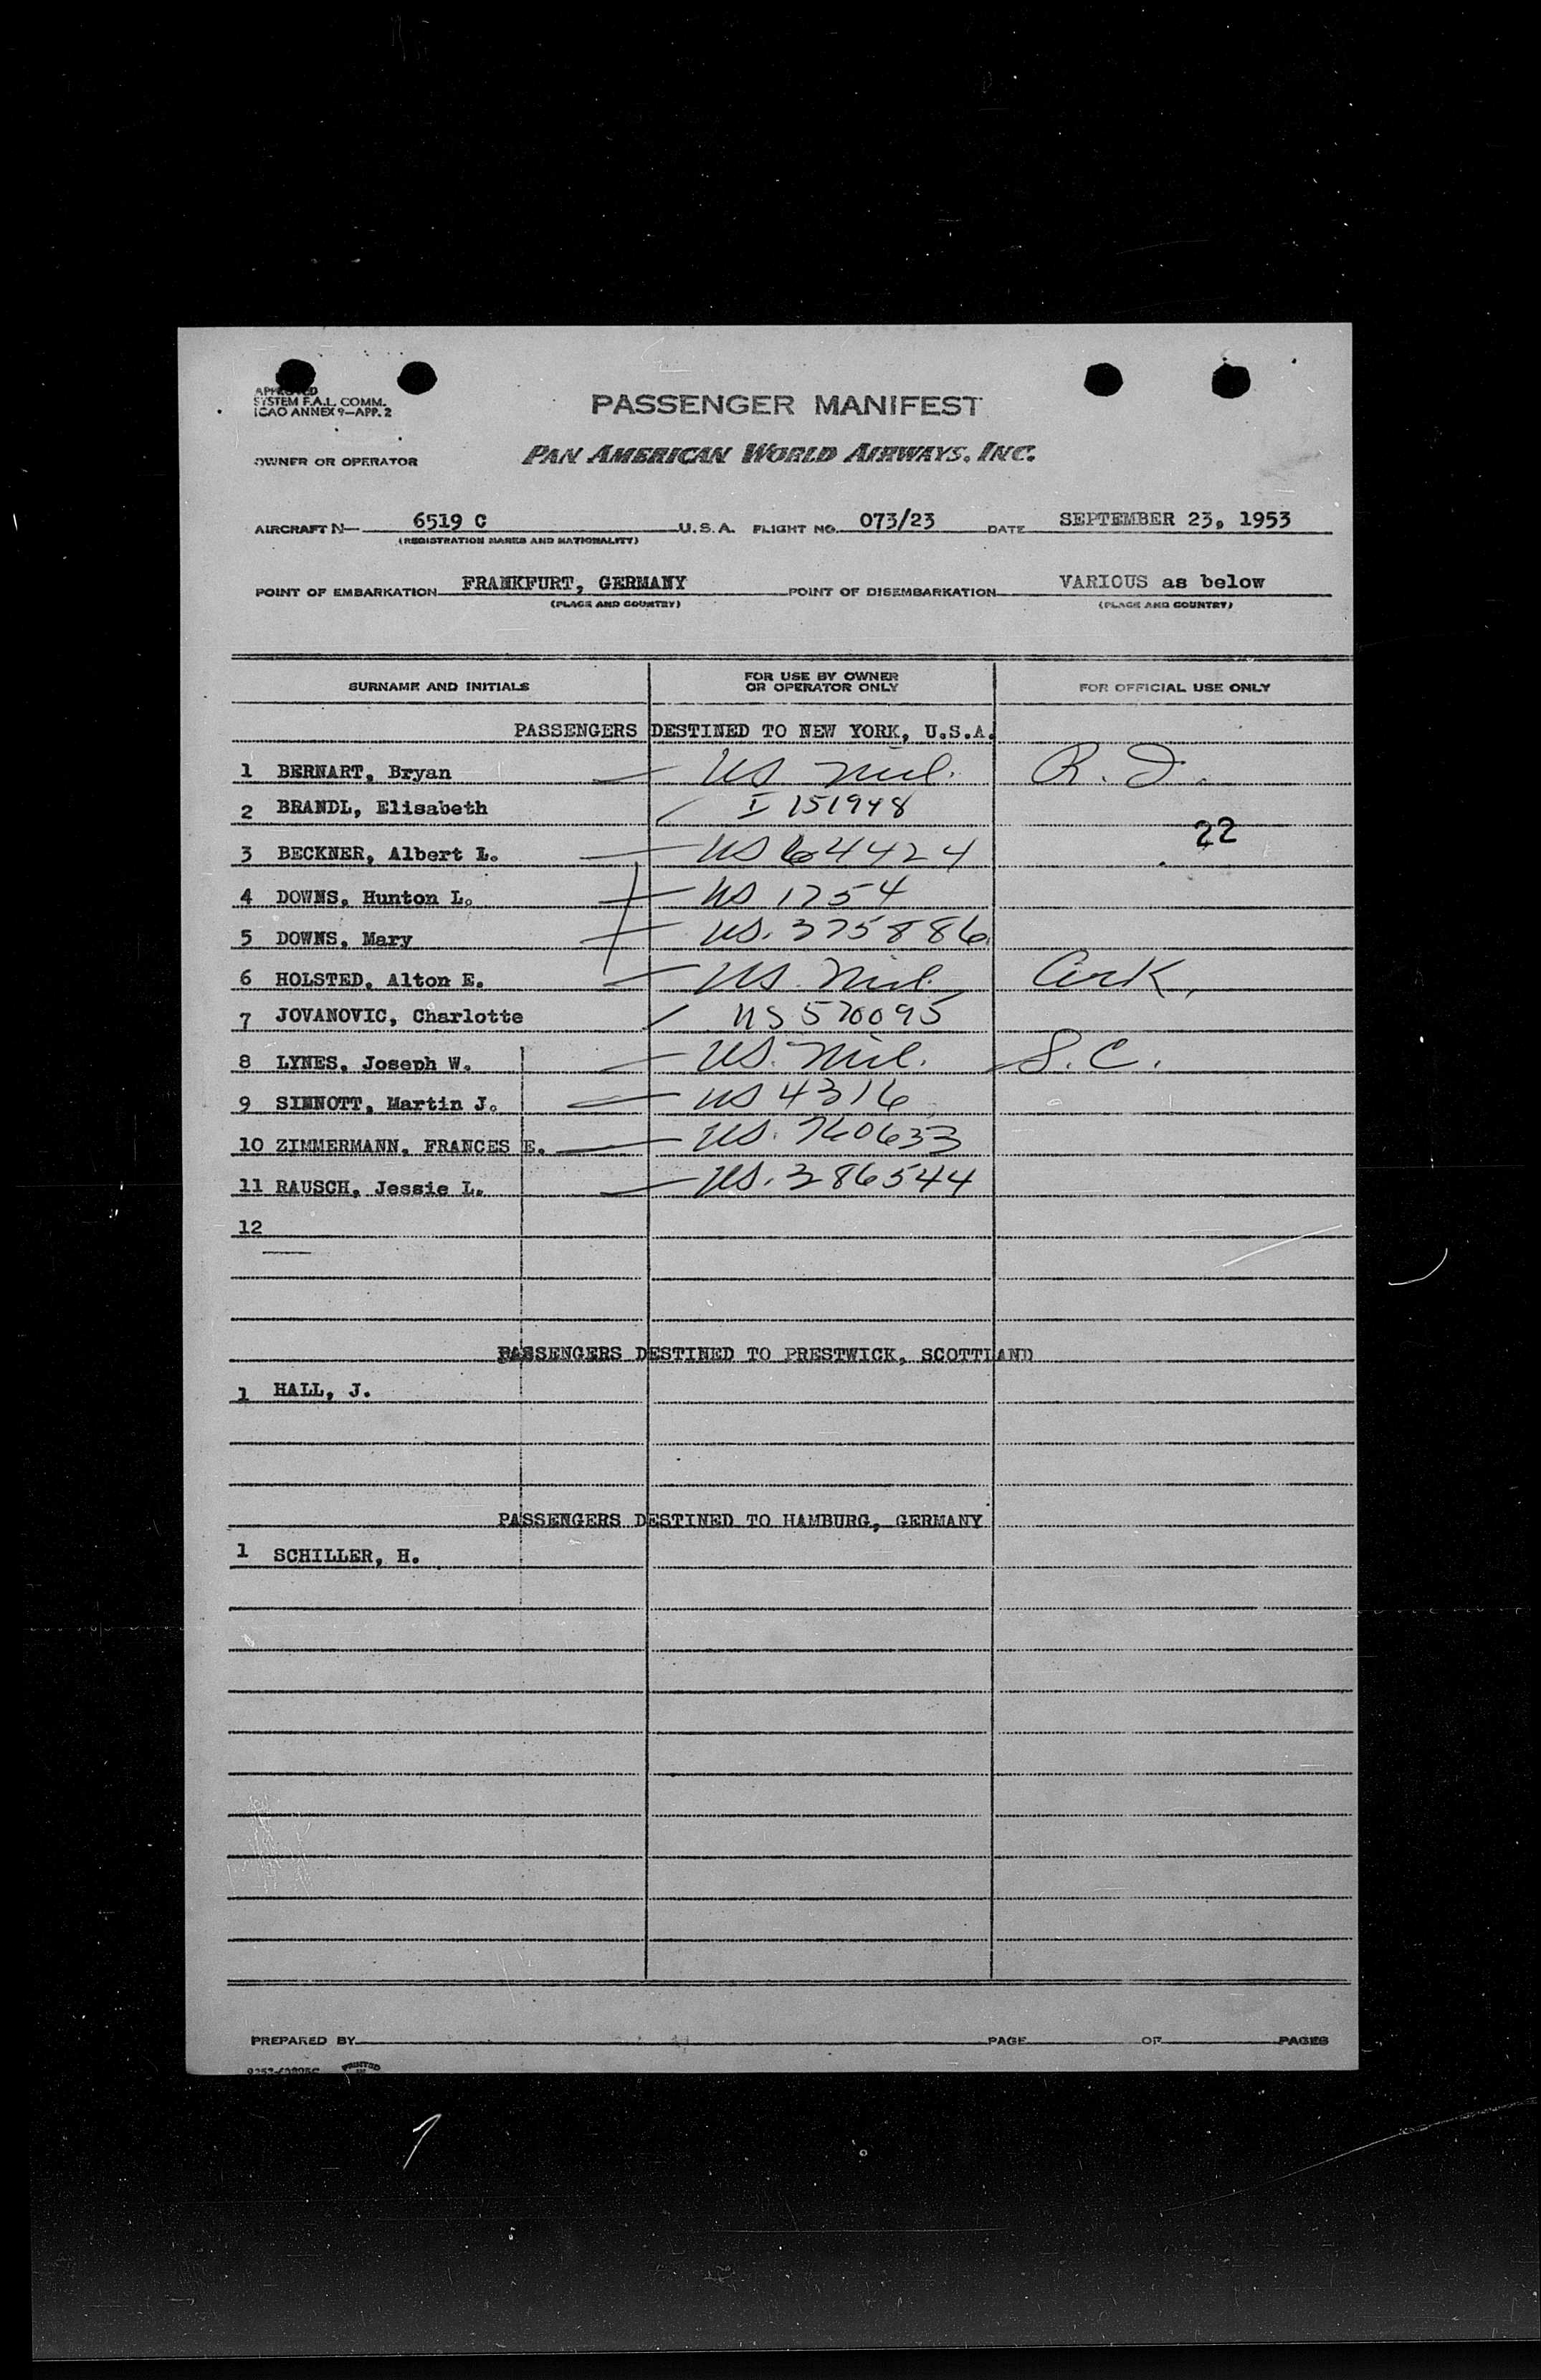 APPROVED
SYSTEM F.A.L. COMM.
ICAO ANNEX 9—APP. 2
PASSENGER MANIFEST
OWNER OR OPERATOR PAN AMERICAN WORLD AIRWAYS, INC.
AIRCRAFT N— 6519 C U.S.A. FLIGHT NO. 073/23 DATE SEPTEMBER 23, 1953
(REGISTRATION MARKS AND NATIONALITY)
POINT OF EMBARKATION FRANKFURT, GERMANY POINT OF DISEMBARKATION VARIOUS as below
(PLACE AND COUNTRY) (PLACE AND COUNTRY)
SURNAME AND INITIALS FOR USE BY OWNER OR OPERATOR ONLY FOR OFFICIAL USE ONLY
PASSENGERS DESTINED TO NEW YORK, U.S.A.
1 BERNART, Bryan US mil. R.I.
2 BRANDL, Elisabeth I 151948
22
3 BECKNER, Albert L. US 64424
4 DOWNS, Hunton L. US 1754
5 DOWNS, Mary US. 375886
6 HOLSTED, Alton E. US. Mil. Ark.
7 JOVANOVIC, Charlotte US 570095
8 LYNES, Joseph W. US. Mil. S.C.
9 SINNOTT, Martin J. US 4316
10 ZIMMERMANN, FRANCES E. US. 760633
11 RAUSCH, Jessie L. US. 386544
12
PASSENGERS DESTINED TO PRESTWICK, SCOTTLAND
1 HALL, J.
PASSENGERS DESTINED TO HAMBURG, GERMANY
1 SCHILLER, H.
PREPARED BY PAGE OF PAGES
PRINTED